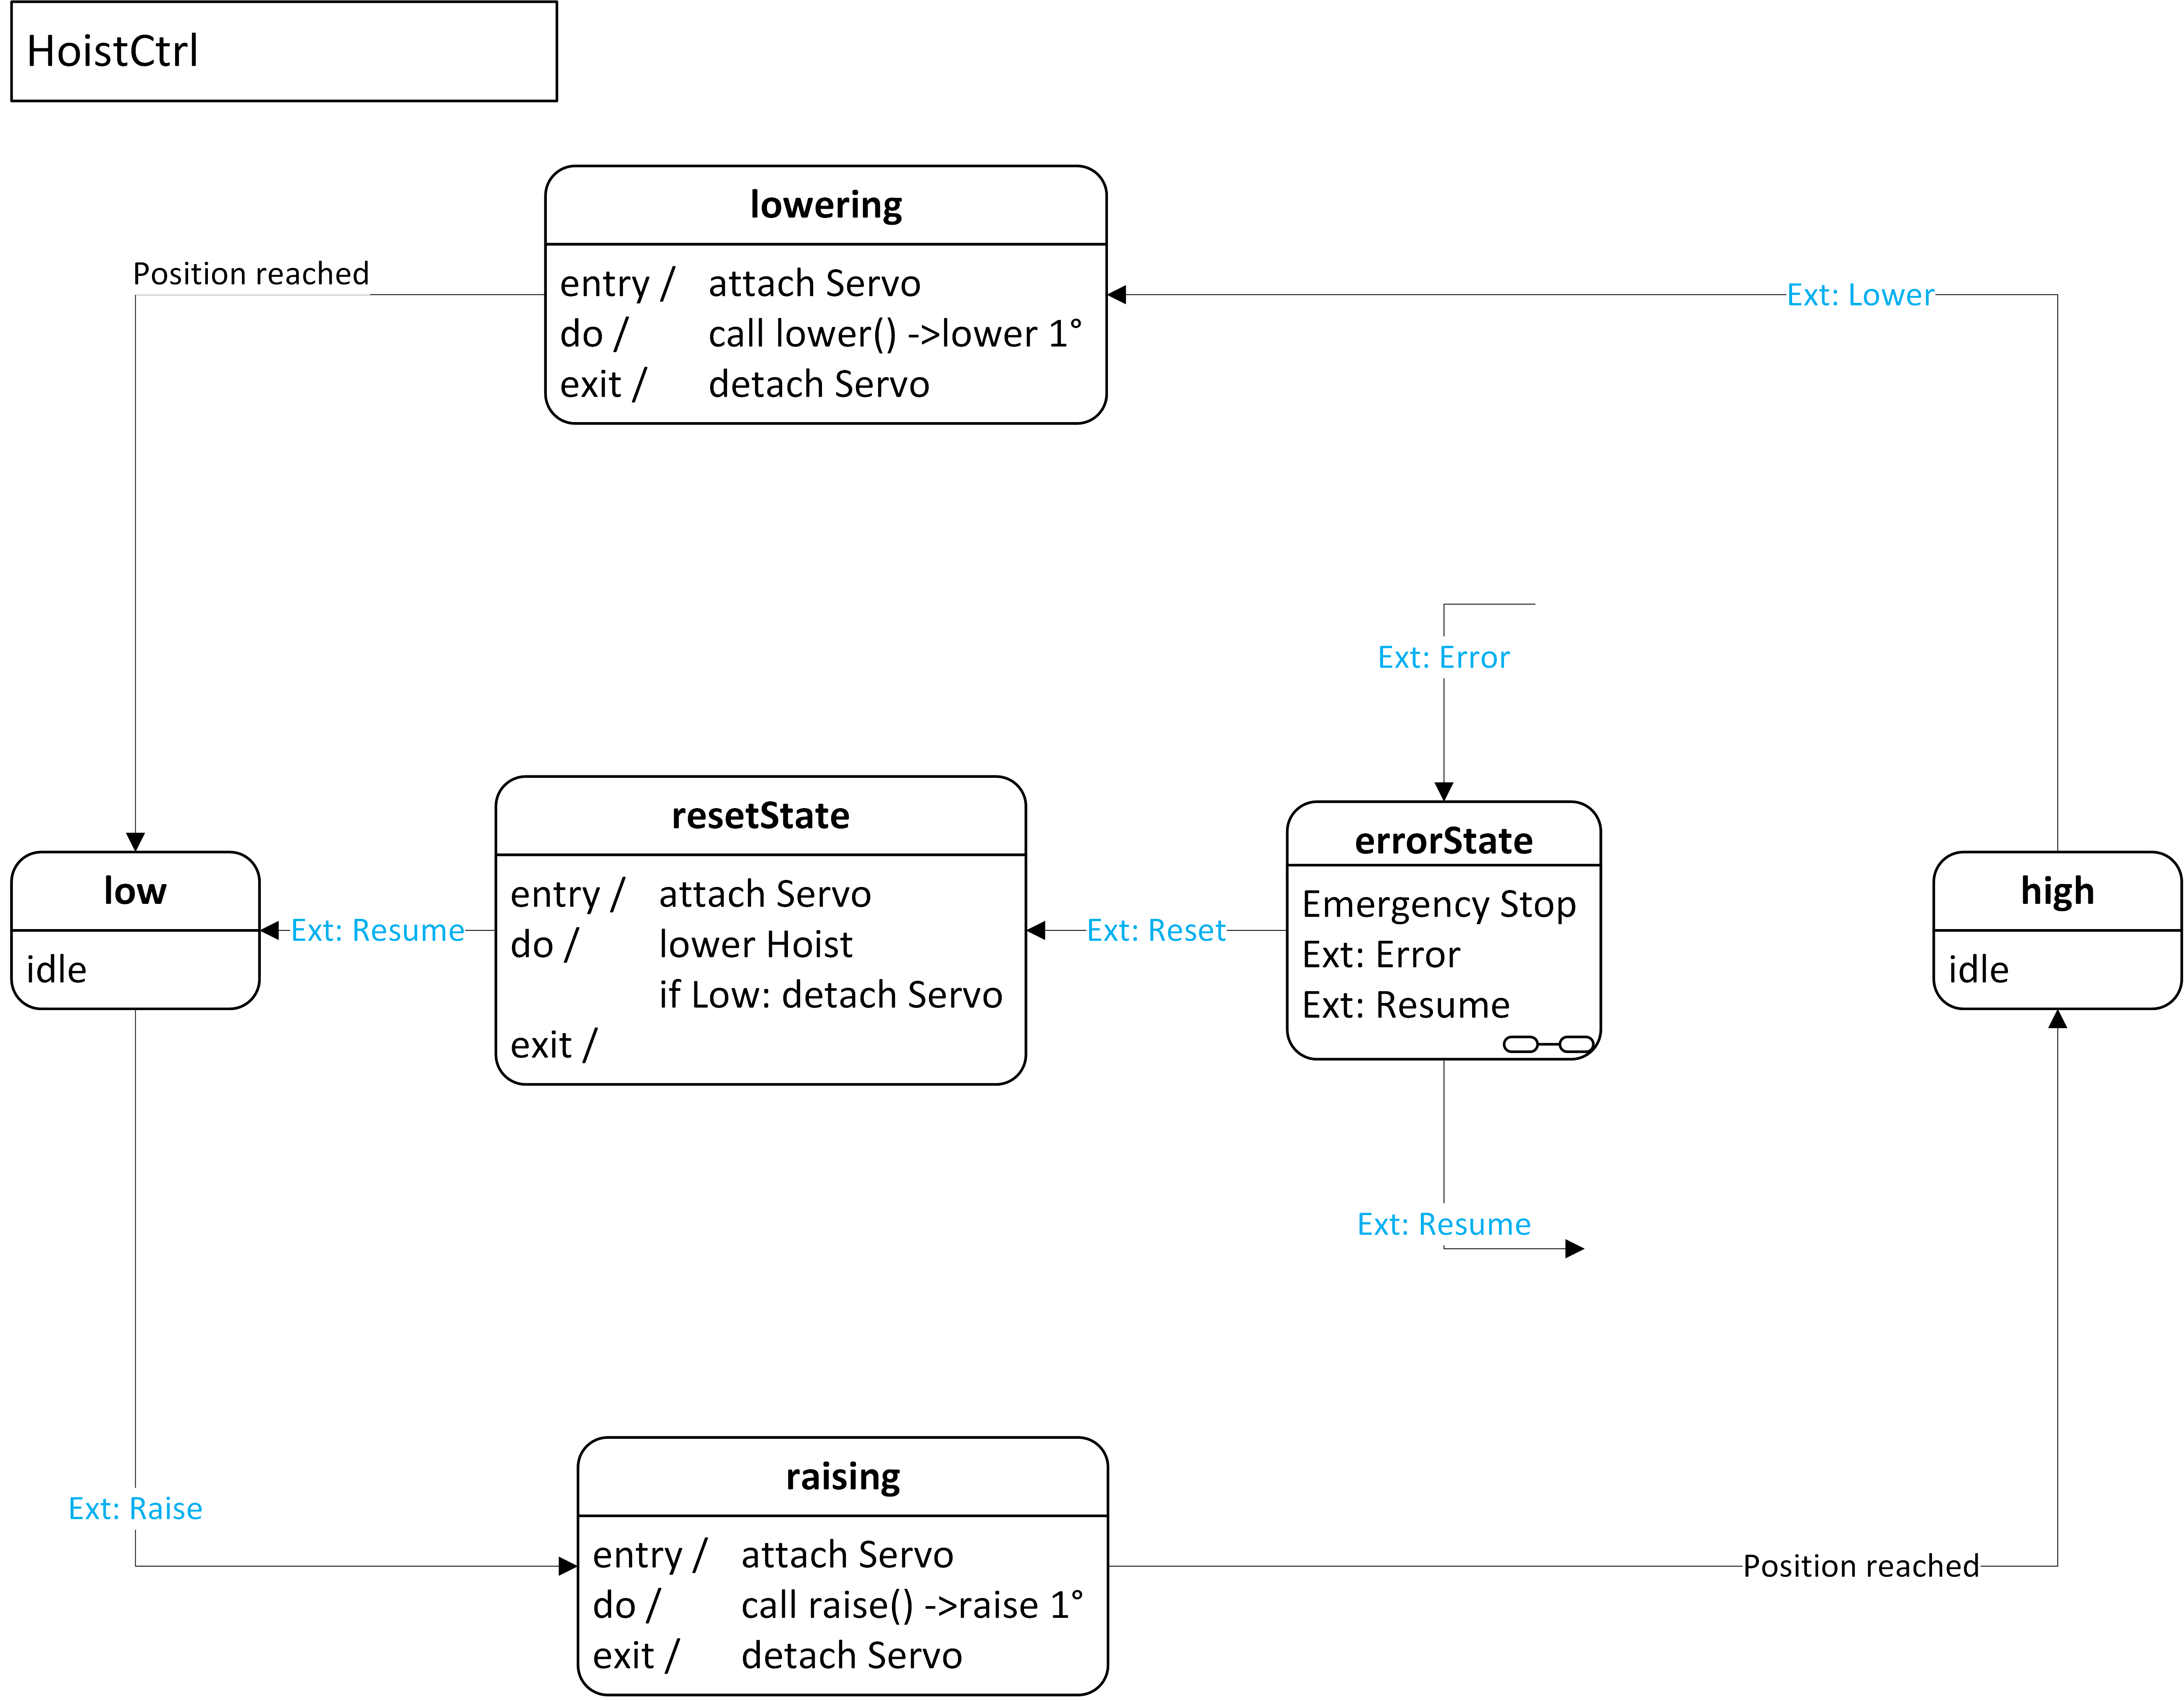 HoistCtrl
lowering
entry / attach Servo
do / call lower() ->lower 1°
exit / detach Servo
Position reached
Ext: Lower
Ext: Error
resetState
entry / attach Servo
do / lower Hoist
if Low: detach Servo
exit /
errorState
Emergency Stop
Ext: Error
Ext: Resume
low
idle
Ext: Resume
Ext: Reset
high
idle
Ext: Resume
Ext: Raise
raising
entry / attach Servo
do / call raise() ->raise 1°
exit / detach Servo
Position reached